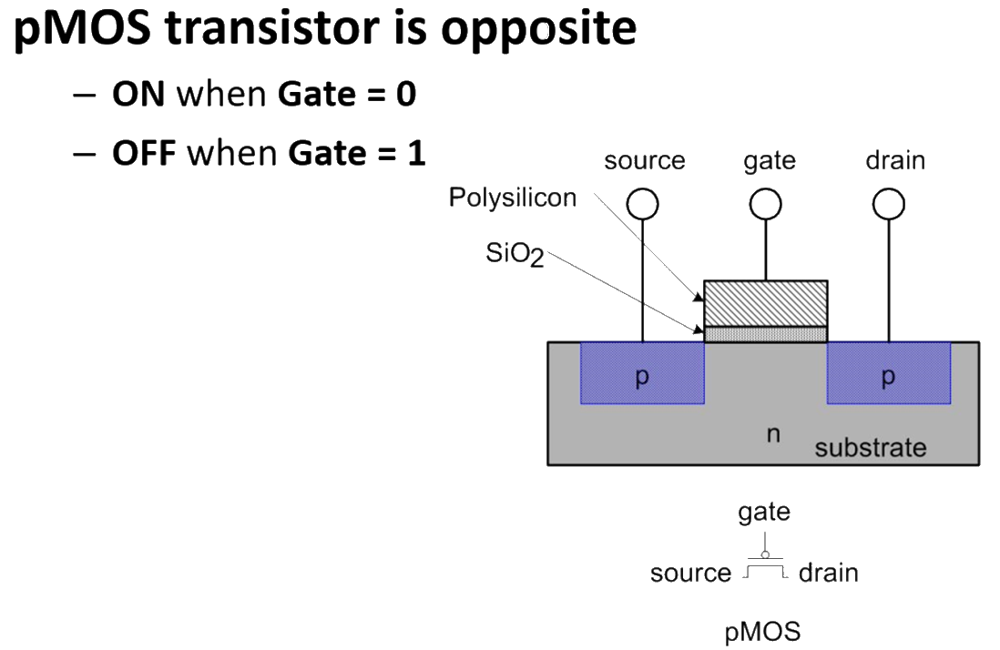 pMOS transistor is opposite
– ON when Gate = 0
– OFF when Gate = 1
source gate drain
Polysilicon
SiO2
p p
n
substrate
gate
source drain
pMOS